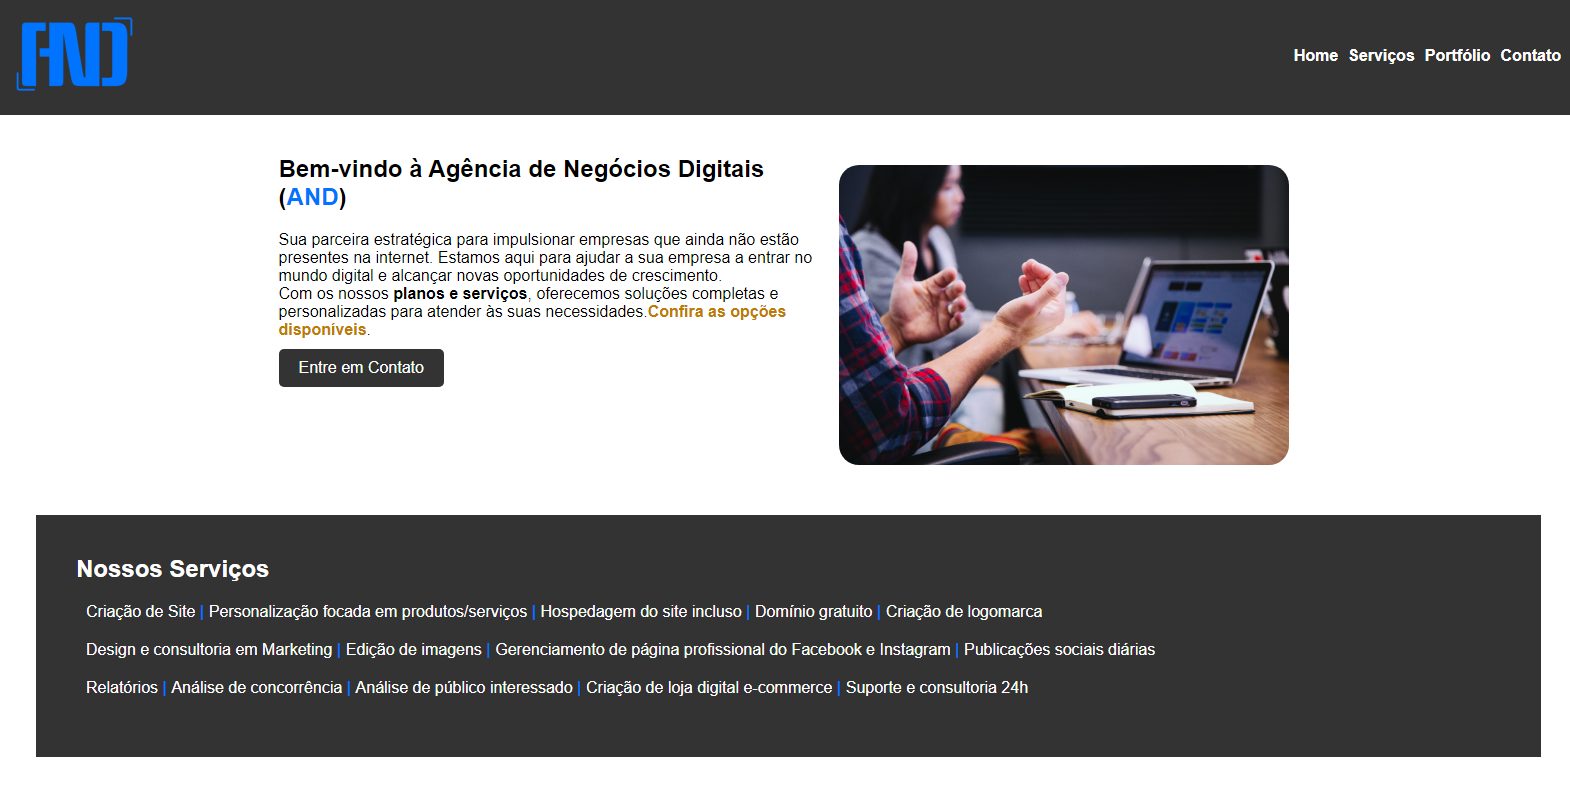 AND
Home Serviços Portfólio Contato
Bem-vindo à Agência de Negócios Digitais
(AND)
Sua parceira estratégica para impulsionar empresas que ainda não estão
presentes na internet. Estamos aqui para ajudar a sua empresa a entrar no
mundo digital e alcançar novas oportunidades de crescimento.
Com os nossos planos e serviços, oferecemos soluções completas e
personalizadas para atender às suas necessidades.Confira as opções
disponíveis.
Entre em Contato
Nossos Serviços
Criação de Site | Personalização focada em produtos/serviços | Hospedagem do site incluso | Domínio gratuito | Criação de logomarca
Design e consultoria em Marketing | Edição de imagens | Gerenciamento de página profissional do Facebook e Instagram | Publicações sociais diárias
Relatórios | Análise de concorrência | Análise de público interessado | Criação de loja digital e-commerce | Suporte e consultoria 24h